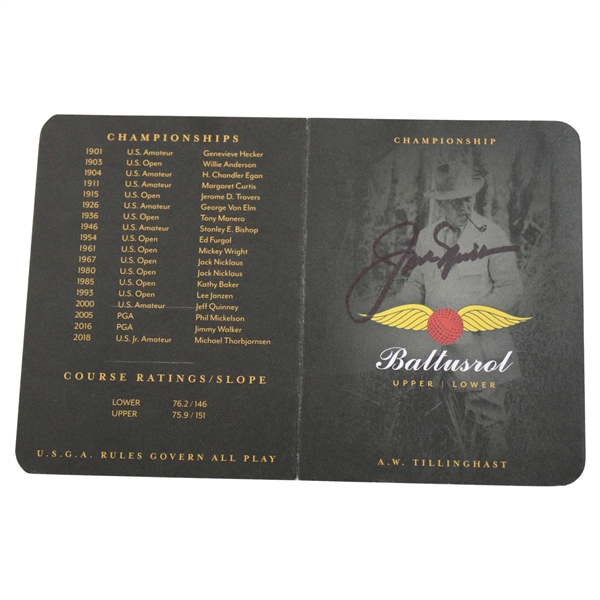 CHAMPIONSHIPS
1901 U.S. Amateur Genevieve Hecker
1903 U.S. Open Willie Anderson
1904 U.S. Amateur H. Chandler Egan
1911 U.S. Amateur Margaret Curtis
1915 U.S. Open Jerome D. Travers
1926 U.S. Amateur George Von Elm
1936 U.S. Open Tony Manero
1946 U.S. Amateur Stanley E. Bishop
1954 U.S. Open Ed Furgol
1961 U.S. Open Mickey Wright
1967 U.S. Open Jack Nicklaus
1980 U.S. Open Jack Nicklaus
1985 U.S. Open Kathy Baker
1993 U.S. Open Lee Janzen
2000 U.S. Amateur Jeff Quinney
2005 PGA Phil Mickelson
2016 PGA Jimmy Walker
2018 U.S. Jr. Amateur Michael Thorbjornsen
COURSE RATINGS/SLOPE
LOWER 76.2 / 146
UPPER 75.9 / 151
U.S.G.A. RULES GOVERN ALL PLAY
CHAMPIONSHIP
Baltusrol
UPPER | LOWER
A.W. TILLINGHAST